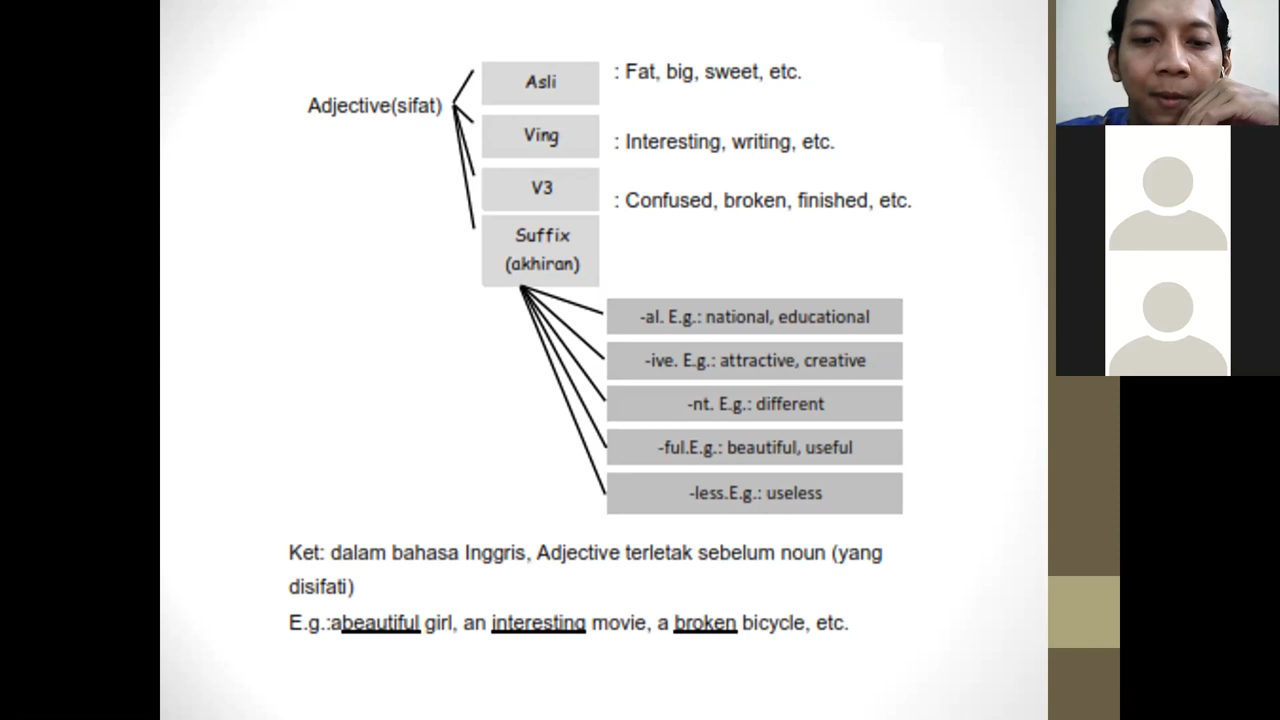 Adjective(sifat)
Asli
: Fat, big, sweet, etc.
Ving
: Interesting, writing, etc.
V3
: Confused, broken, finished, etc.
Suffix
(akhiran)
-al. E.g.: national, educational
-ive. E.g.: attractive, creative
-nt. E.g.: different
-ful.E.g.: beautiful, useful
-less.E.g.: useless
Ket: dalam bahasa Inggris, Adjective terletak sebelum noun (yang
disifati)
E.g.:abeautiful girl, an interesting movie, a broken bicycle, etc.